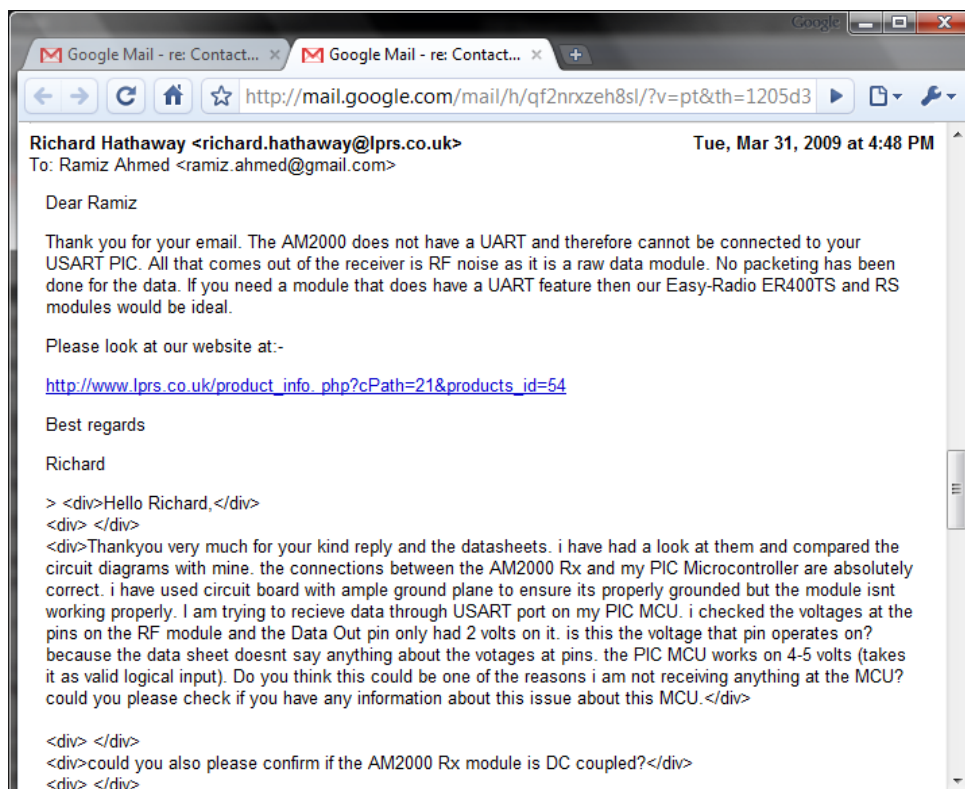 Google
Google Mail - re: Contact...
Google Mail - re: Contact...
http://mail.google.com/mail/h/qf2nrxzeh8sl/?v=pt&th=1205d3
Richard Hathaway <richard.hathaway@lprs.co.uk>
Tue, Mar 31, 2009 at 4:48 PM
To: Ramiz Ahmed <ramiz.ahmed@gmail.com>
Dear Ramiz
Thank you for your email. The AM2000 does not have a UART and therefore cannot be connected to your
USART PIC. All that comes out of the receiver is RF noise as it is a raw data module. No packeting has been
done for the data. If you need a module that does have a UART feature then our Easy-Radio ER400TS and RS
modules would be ideal.
Please look at our website at:-
http://www.lprs.co.uk/product_info. php?cPath=21&products_id=54
Best regards
Richard
> <div>Hello Richard,</div>
<div> </div>
<div>Thankyou very much for your kind reply and the datasheets. i have had a look at them and compared the
circuit diagrams with mine. the connections between the AM2000 Rx and my PIC Microcontroller are absolutely
correct. i have used circuit board with ample ground plane to ensure its properly grounded but the module isnt
working properly. I am trying to recieve data through USART port on my PIC MCU. i checked the voltages at the
pins on the RF module and the Data Out pin only had 2 volts on it. is this the voltage that pin operates on?
because the data sheet doesnt say anything about the votages at pins. the PIC MCU works on 4-5 volts (takes
it as valid logical input). Do you think this could be one of the reasons i am not receiving anything at the MCU?
could you please check if you have any information about this issue about this MCU.</div>
<div> </div>
<div>could you also please confirm if the AM2000 Rx module is DC coupled?</div>
<div> </div>